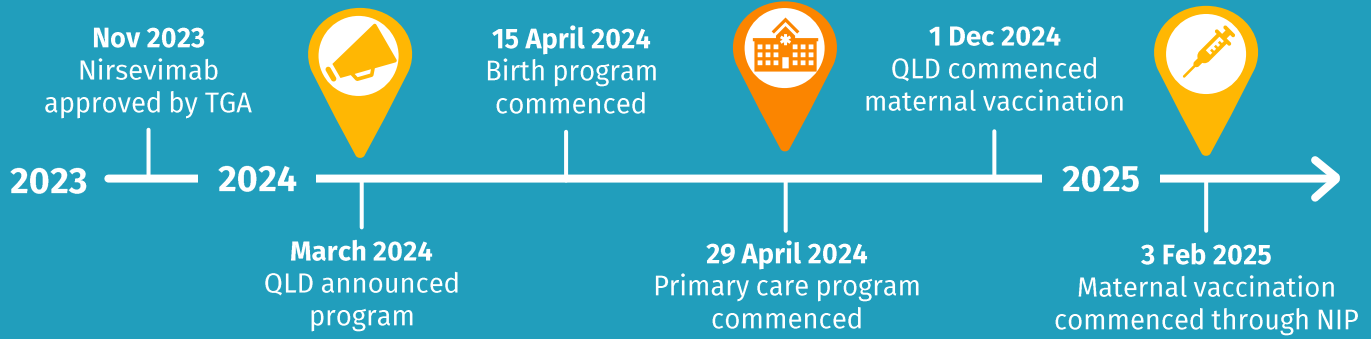 Nov 2023
Nirsevimab
approved by TGA
15 April 2024
Birth program
commenced
1 Dec 2024
QLD commenced
maternal vaccination
2023
2024
2025
March 2024
QLD announced
program
29 April 2024
Primary care program
commenced
3 Feb 2025
Maternal vaccination
commenced through NIP